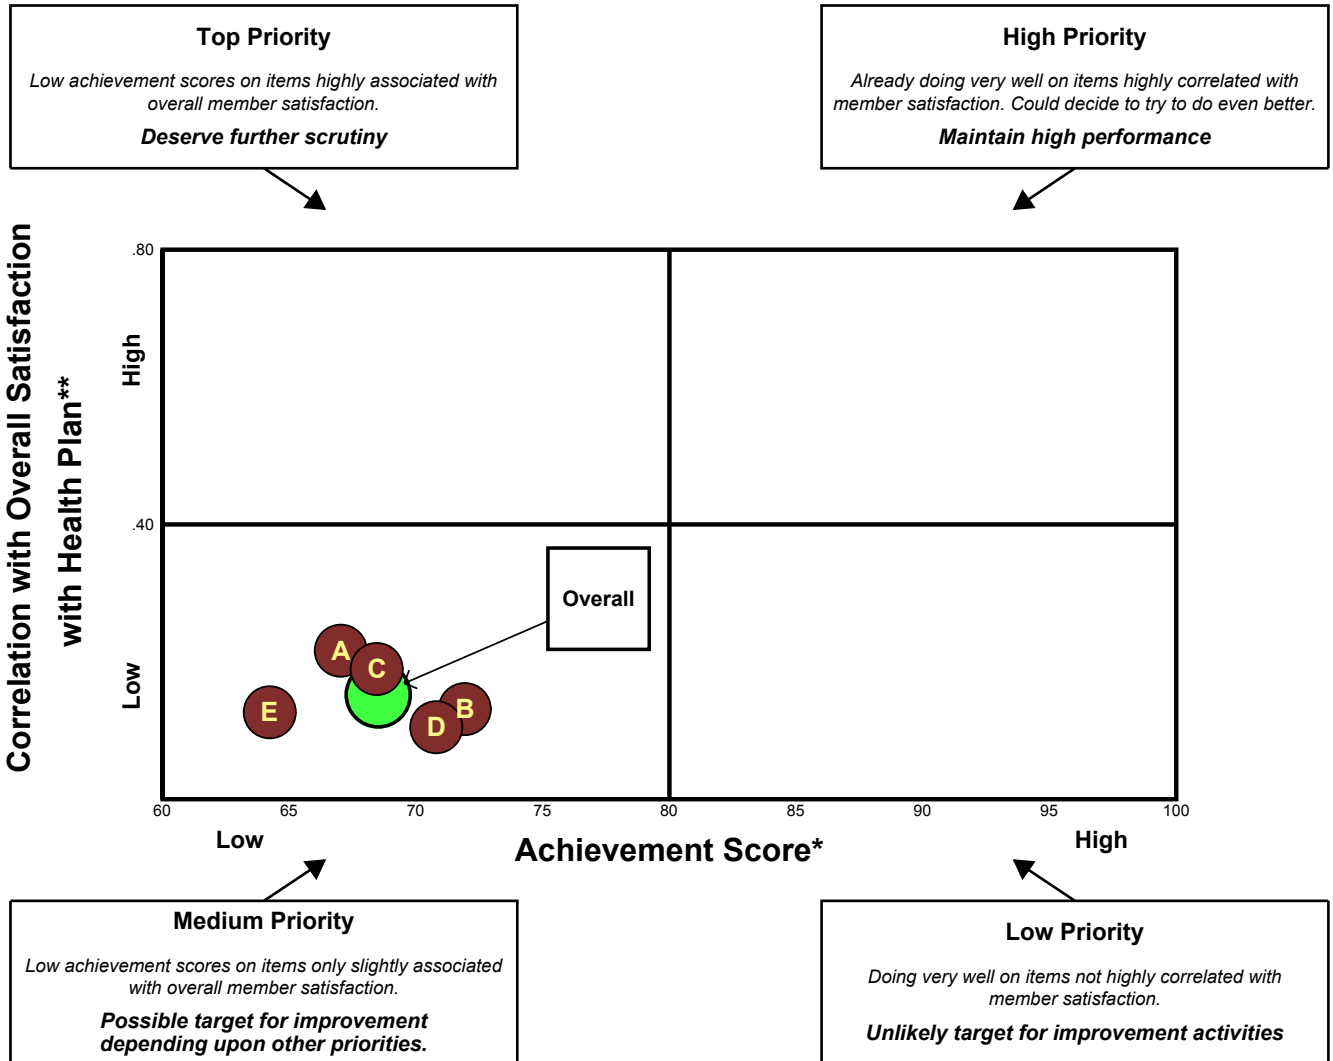 Top Priority
Low achievement scores on items highly associated with
overall member satisfaction.
Deserve further scrutiny
High Priority
Already doing very well on items highly correlated with
member satisfaction. Could decide to try to do even better.
Maintain high performance
Correlation with Overall Satisfaction
with Health Plan**
.80
High
.40
Low
Overall
A
C
E
B
D
60
65
70
75
80
85
90
95
100
Low
Achievement Score*
High
Medium Priority
Low achievement scores on items only slightly associated
with overall member satisfaction.
Possible target for improvement
depending upon other priorities.
Low Priority
Doing very well on items not highly correlated with
member satisfaction.
Unlikely target for improvement activities